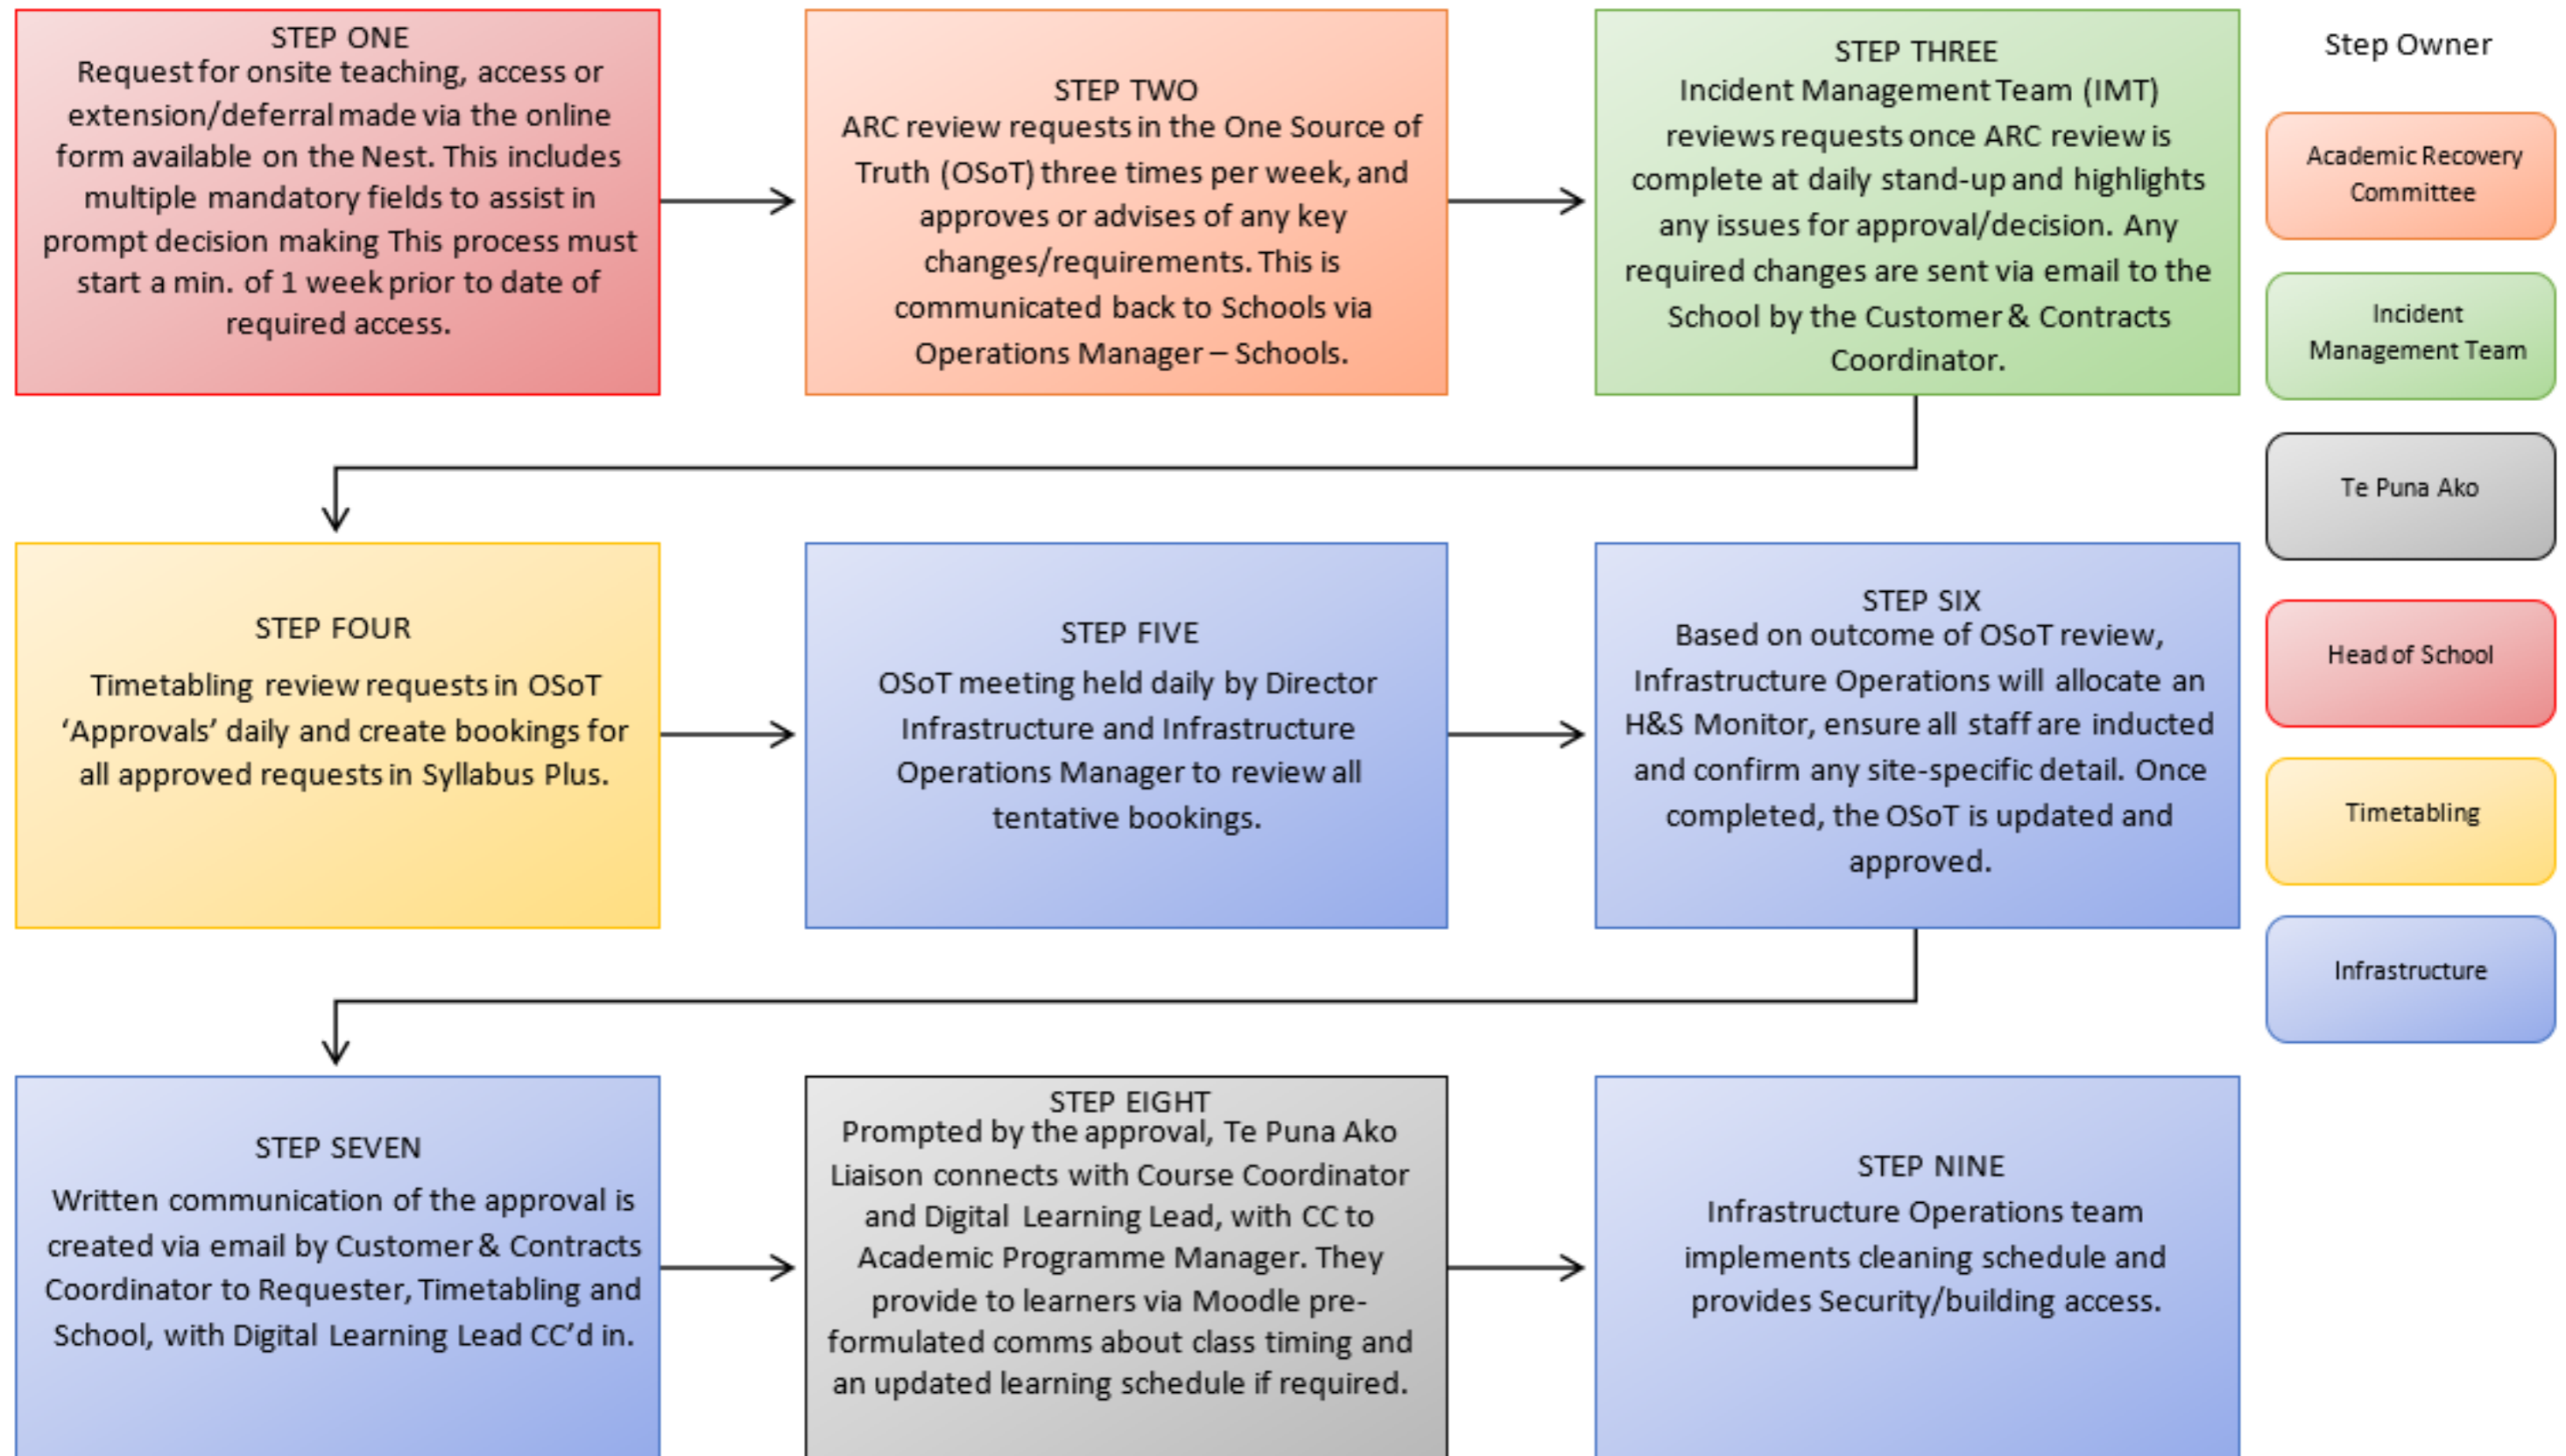 STEP ONE
Request for onsite teaching, access or
extension/deferral made via the online
form available on the Nest. This includes
multiple mandatory fields to assist in
prompt decision making This process must
start a min. of 1 week prior to date of
required access.
STEP TWO
ARC review requests in the One Source of
Truth (OSoT) three times per week, and
approves or advises of any key
changes/requirements. This is
communicated back to Schools via
Operations Manager – Schools.
STEP THREE
Incident Management Team (IMT)
reviews requests once ARC review is
complete at daily stand-up and highlights
any issues for approval/decision. Any
required changes are sent via email to the
School by the Customer & Contracts
Coordinator.
STEP FOUR
Timetabling review requests in OSoT
‘Approvals’ daily and create bookings for
all approved requests in Syllabus Plus.
STEP FIVE
OSoT meeting held daily by Director
Infrastructure and Infrastructure
Operations Manager to review all
tentative bookings.
STEP SIX
Based on outcome of OSoT review,
Infrastructure Operations will allocate an
H&S Monitor, ensure all staff are inducted
and confirm any site-specific detail. Once
completed, the OSoT is updated and
approved.
STEP SEVEN
Written communication of the approval is
created via email by Customer & Contracts
Coordinator to Requester, Timetabling and
School, with Digital Learning Lead CC’d in.
STEP EIGHT
Prompted by the approval, Te Puna Ako
Liaison connects with Course Coordinator
and Digital Learning Lead, with CC to
Academic Programme Manager. They
provide to learners via Moodle pre-
formulated comms about class timing and
an updated learning schedule if required.
STEP NINE
Infrastructure Operations team
implements cleaning schedule and
provides Security/building access.
Step Owner
Academic Recovery
Committee
Incident
Management Team
Te Puna Ako
Head of School
Timetabling
Infrastructure